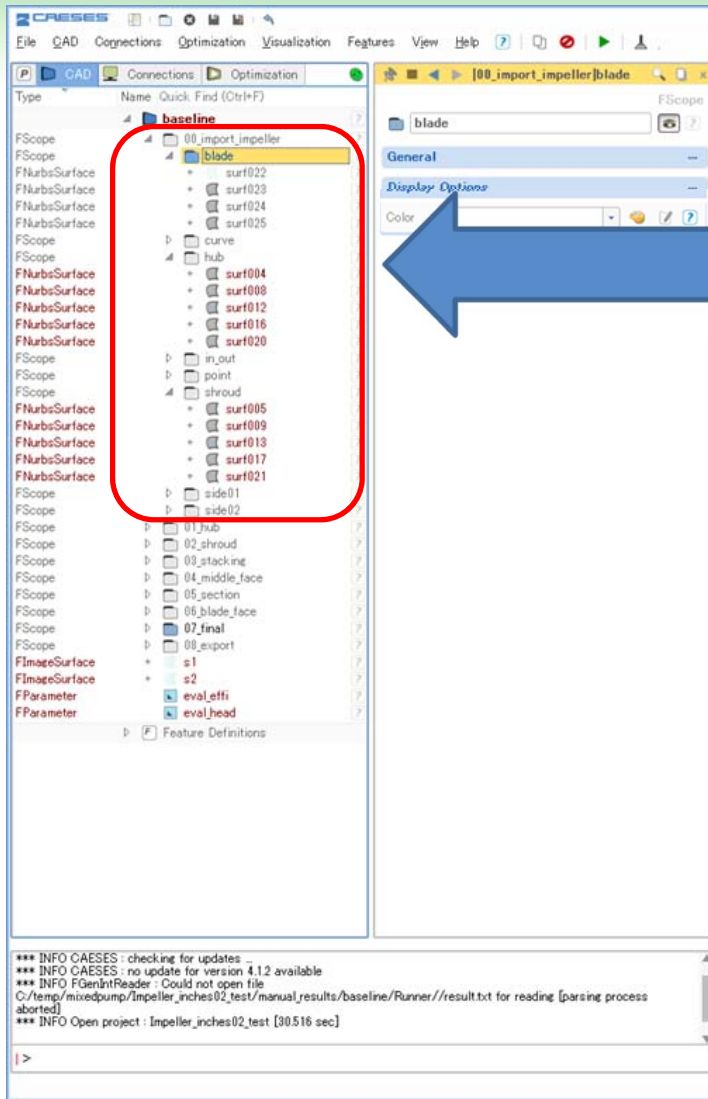 CAESES
File CAD Connections Optimization Visualization Features View Help
P CAD Connections Optimization
|00_import_impeller|blade
Type Name Quick Find (Ctrl+F)
FScope
baseline
blade
FScope 00_import_impeller
FScope blade
General
FNurbsSurface surf022
FNurbsSurface surf023
Display Options
FNurbsSurface surf024
FNurbsSurface surf025
Color
FScope curve
FScope hub
FNurbsSurface surf004
FNurbsSurface surf008
FNurbsSurface surf012
FNurbsSurface surf016
FNurbsSurface surf020
FScope in_out
FScope point
FScope shroud
FNurbsSurface surf005
FNurbsSurface surf009
FNurbsSurface surf013
FNurbsSurface surf017
FNurbsSurface surf021
FScope side01
FScope side02
FScope 01_hub
FScope 02_shroud
FScope 03_stacking
FScope 04_middle_face
FScope 05_section
FScope 06_blade_face
FScope 07_final
FScope 08_export
FImageSurface s1
FImageSurface s2
FParameter eval_effi
FParameter eval_head
F Feature Definitions
*** INFO CAESES : checking for updates ...
*** INFO CAESES : no update for version 4.1.2 available
*** INFO FGenIntReader : Could not open file
C:/temp/mixedpump/Impeller_inches02_test/manual_results/baseline/Runner//result.txt for reading [parsing process
aborted]
*** INFO Open project : Impeller_inches02_test [30.516 sec]
|>